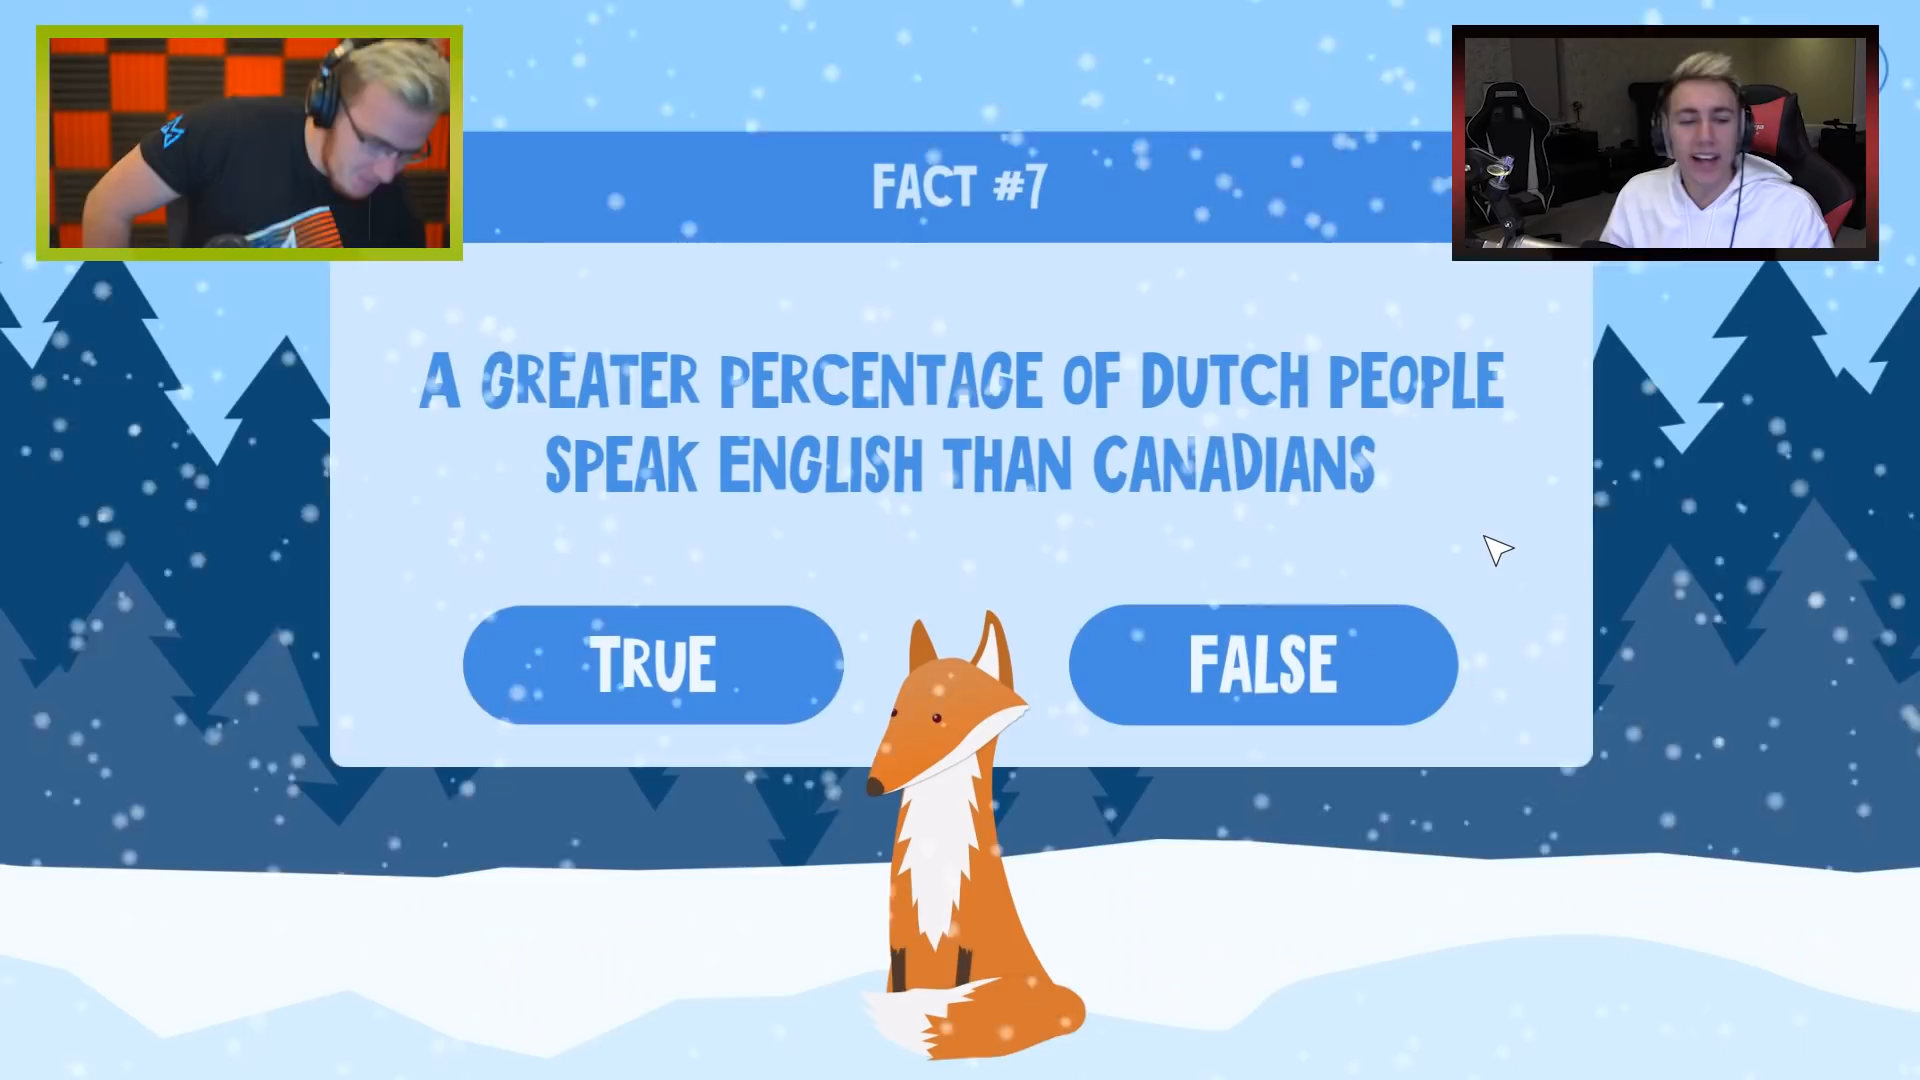 FACT #7
A GREATER PERCENTAGE OF DUTCH PEOPLE
SPEAK ENGLISH THAN CANADIANS
TRUE
FALSE